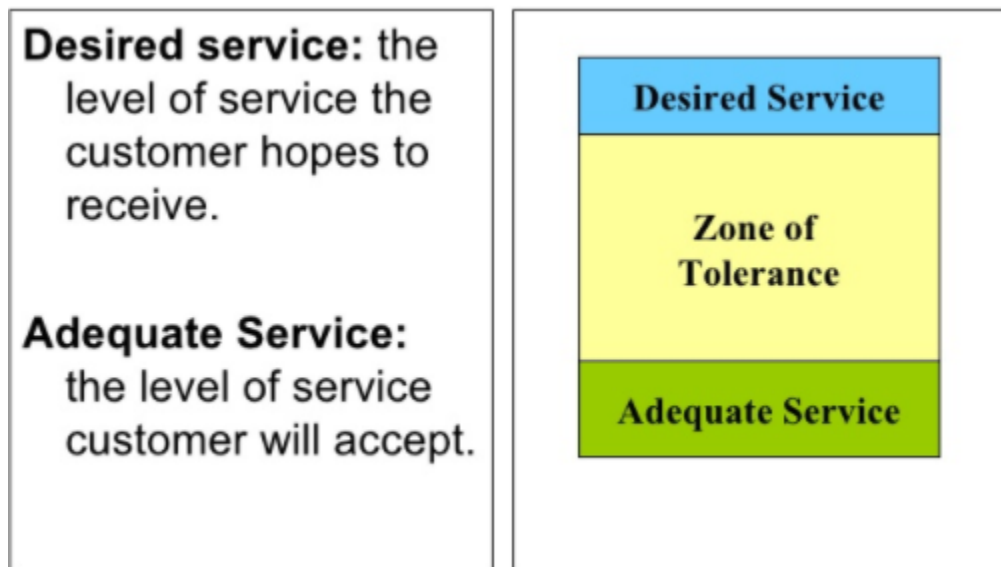 Desired service: the
level of service the
customer hopes to
receive.
Adequate Service:
the level of service
customer will accept.
Desired Service
Zone of
Tolerance
Adequate Service